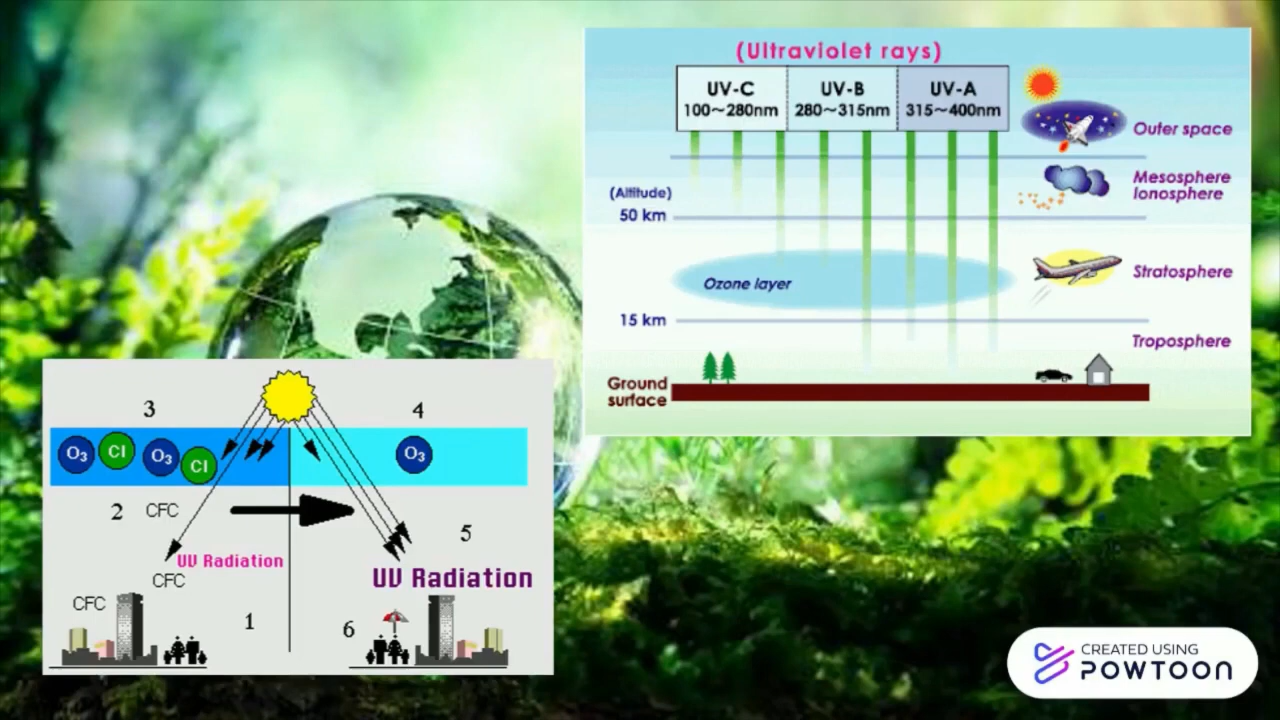 (Ultraviolet rays)
UV-C
100~280nm
UV-B
280~315nm
UV-A
315~400nm
Outer space
Mesosphere
Ionosphere
(Altitude)
50 km
Stratosphere
Ozone layer
15 km
Troposphere
Ground
surface
3
4
O3
Cl
O3
Cl
O3
2
CFC
5
UV Radiation
CFC
UV Radiation
CFC
1
6
CREATED USING
POWTOON